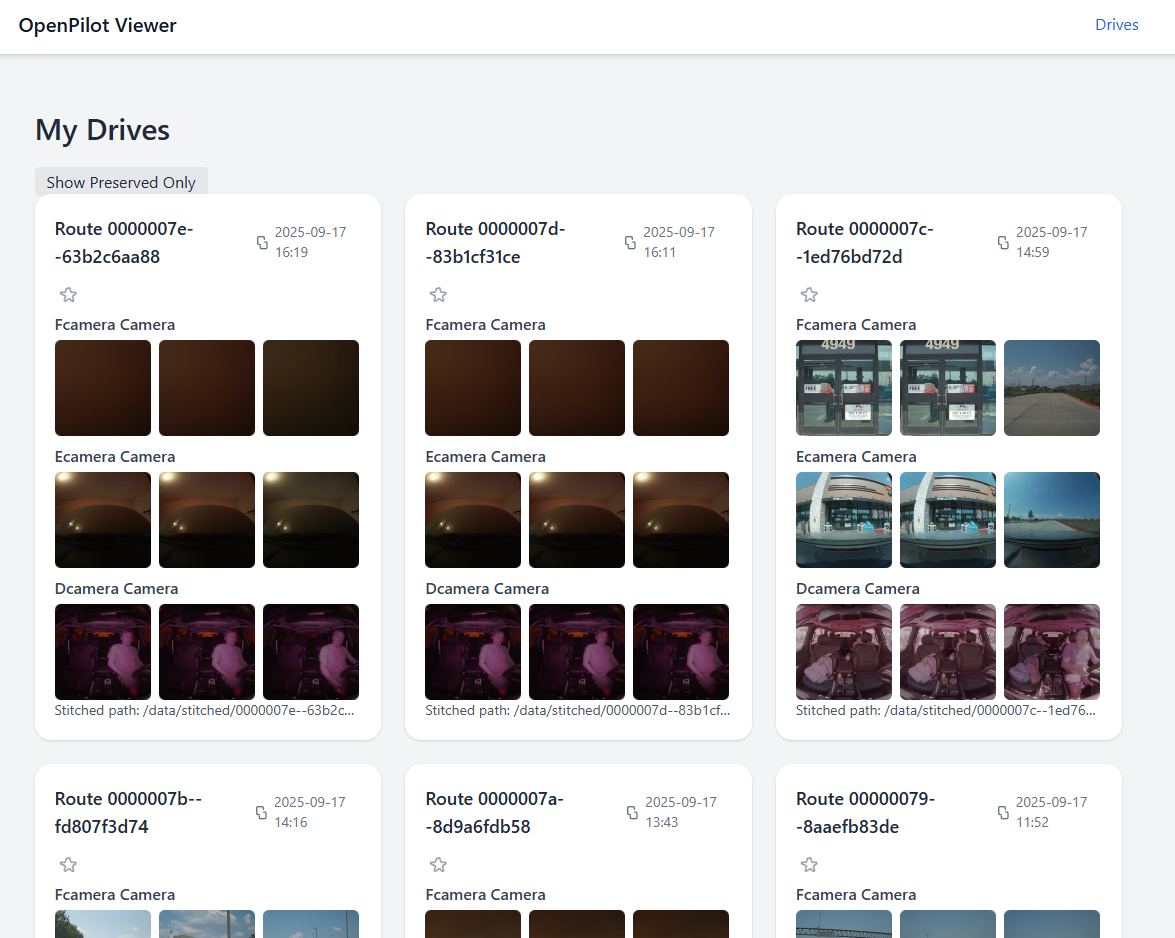 OpenPilot Viewer
Drives
My Drives
Show Preserved Only
Route 0000007e-
-63b2c6aa88
2025-09-17
16:19
Fcamera Camera
Ecamera Camera
Dcamera Camera
Stitched path: /data/stitched/0000007e--63b2c...
Route 0000007d-
-83b1cf31ce
2025-09-17
16:11
Fcamera Camera
Ecamera Camera
Dcamera Camera
Stitched path: /data/stitched/0000007d--83b1cf...
Route 0000007c-
-1ed76bd72d
2025-09-17
14:59
Fcamera Camera
4949
FREE
4949
FREE
Ecamera Camera
WELCOME
WELCOME
Dcamera Camera
Stitched path: /data/stitched/0000007c--1ed76...
Route 0000007b--
fd807f3d74
2025-09-17
14:16
Fcamera Camera
Route 0000007a-
-8d9a6fdb58
2025-09-17
13:43
Fcamera Camera
Route 00000079-
-8aaefb83de
2025-09-17
11:52
Fcamera Camera